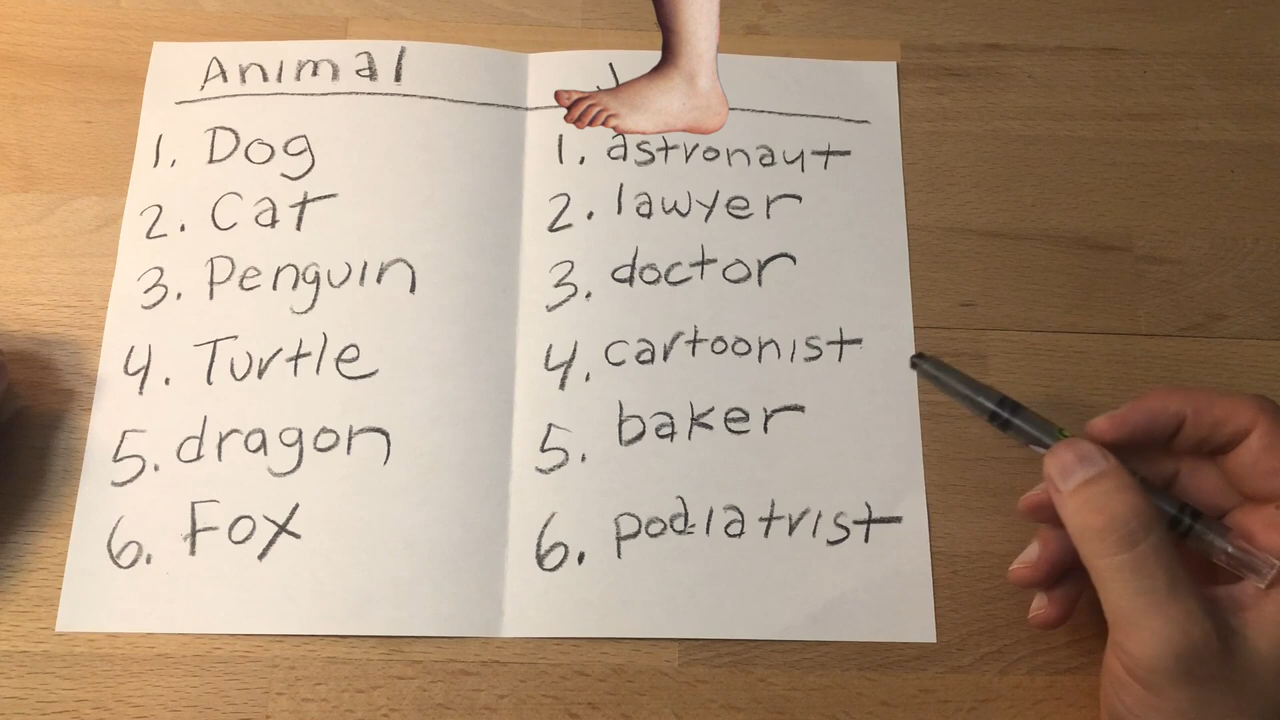 Animal
1. Dog
2. Cat
3. Penguin
4. Turtle
5. dragon
6. Fox
1. astronaut
2. lawyer
3. doctor
4. cartoonist
5. baker
6. podiatrist